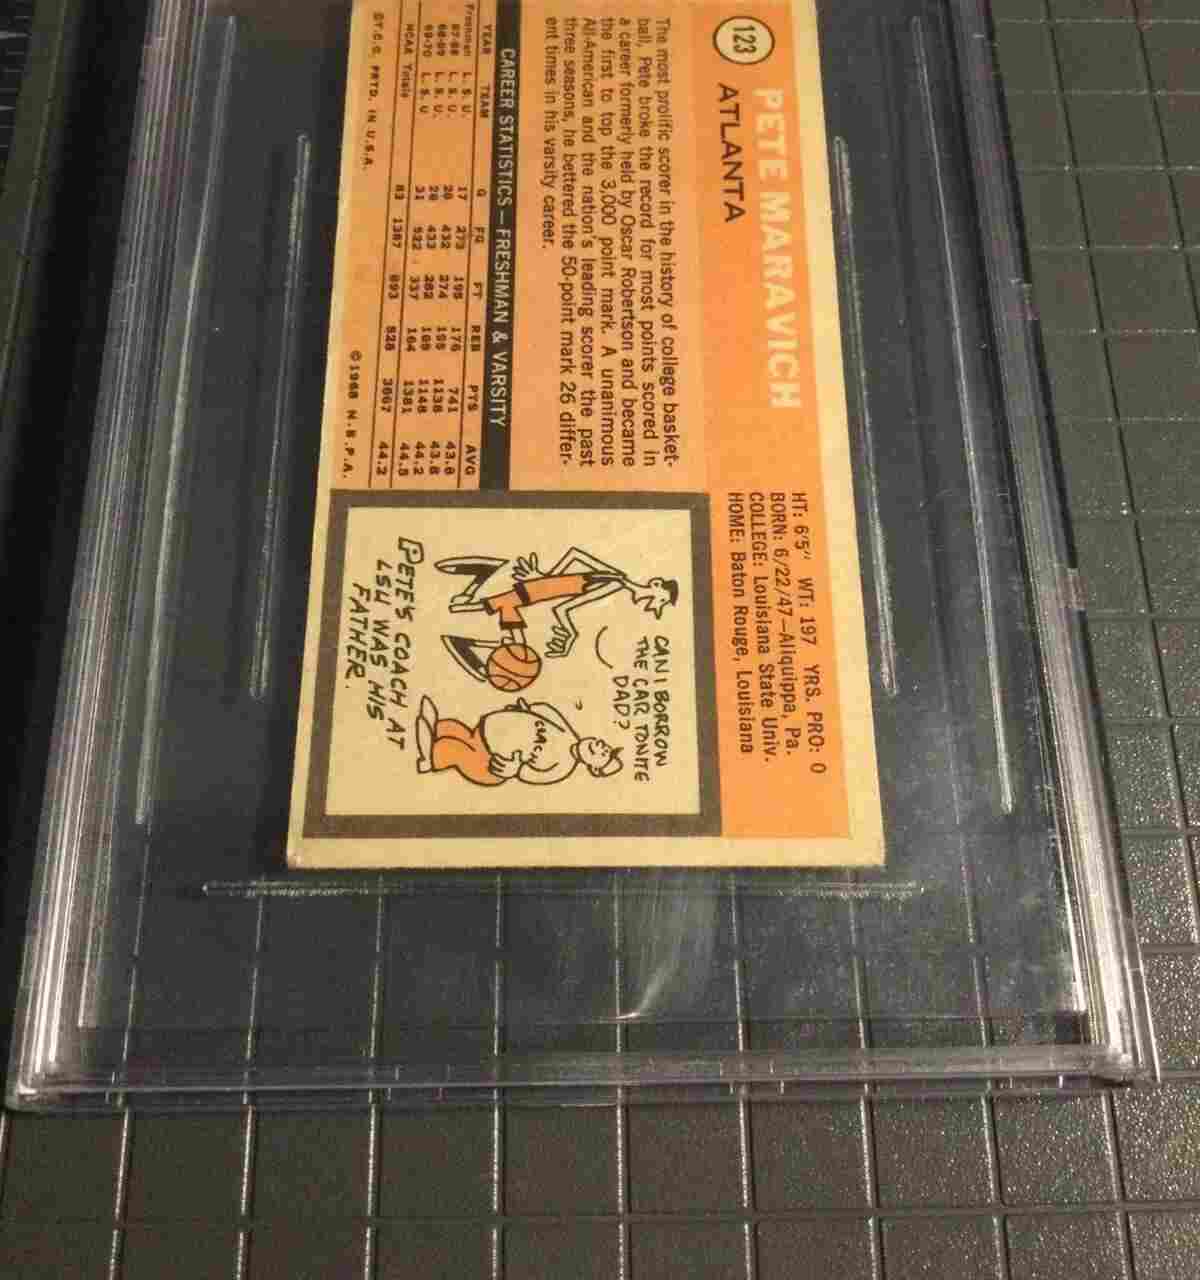 123
PETE MARAVICH
ATLANTA
HT: 6'5" WT: 197 YRS. PRO: 0
BORN: 6/22/47—Aliquippa, Pa.
COLLEGE: Louisiana State Univ.
HOME: Baton Rouge, Louisiana
The most prolific scorer in the history of college basket-
ball, Pete broke the record for most points scored in
a career formerly held by Oscar Robertson and became
the first to top the 3,000 point mark. A unanimous
All-American and the nation's leading scorer the past
three seasons, he bettered the 50-point mark 26 differ-
ent times in his varsity career.
CAREER STATISTICS — FRESHMAN & VARSITY
YEAR TEAM G FG FT REB PTS AVG
Freshman L. S. U. 17 273 195 176 741 43.6
67-68 L. S. U. 26 432 274 195 1138 43.8
68-69 L. S. U. 26 433 282 169 1148 44.2
69-70 L. S. U. 31 522 337 164 1381 44.5
NCAA Totals 83 1387 893 528 3667 44.2
©T.C.G. PRTD. IN U.S.A. ©1968 N.B.P.A.
CAN I BORROW
THE CAR TONITE
DAD?
COACH
PETE'S COACH AT
LSU WAS HIS
FATHER.